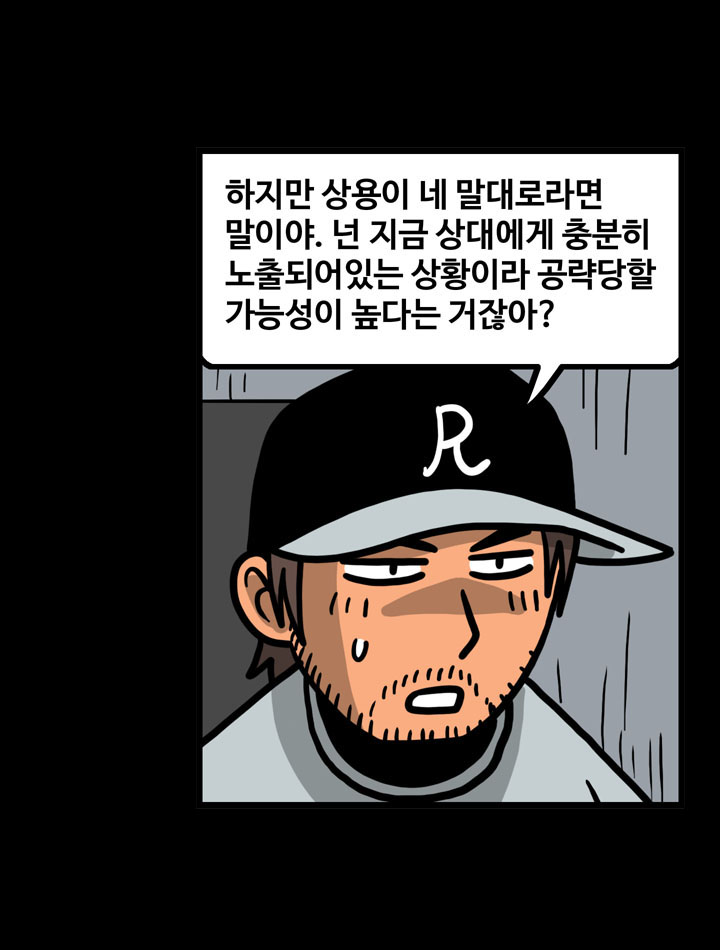 하지만 상용이 네 말대로라면
말이야. 넌 지금 상대에게 충분히
노출되어있는 상황이라 공략당할
가능성이 높다는 거잖아?
R